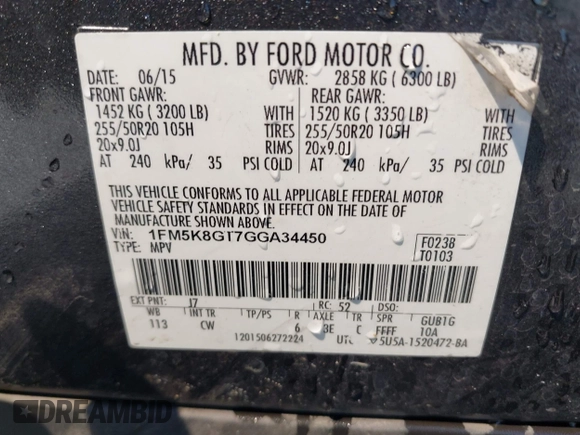 MFD. BY FORD MOTOR CO.
DATE: 06/15 GVWR: 2858 KG ( 6300 LB)
FRONT GAWR: REAR GAWR:
1452 KG ( 3200 LB) WITH 1520 KG ( 3350 LB) WITH
255/50R20 105H TIRES 255/50R20 105H TIRES
20x9.0J RIMS 20x9.0J RIMS
AT 240 kPa/ 35 PSI COLD AT 240 kPa/ 35 PSI COLD
THIS VEHICLE CONFORMS TO ALL APPLICABLE FEDERAL MOTOR
VEHICLE SAFETY STANDARDS IN EFFECT ON THE DATE OF
MANUFACTURE SHOWN ABOVE.
VIN: 1FM5K8GT7GGA34450 F0238
TYPE: MPV T0103
EXT PNT: J7 RC: 52 DSO:
WB INT TR TP/PS R AXLE TR SPR GUB1G
113 CW 6 3E C FFFF 10A
1201506272224 5USA-1520472-BA
DREAMBID